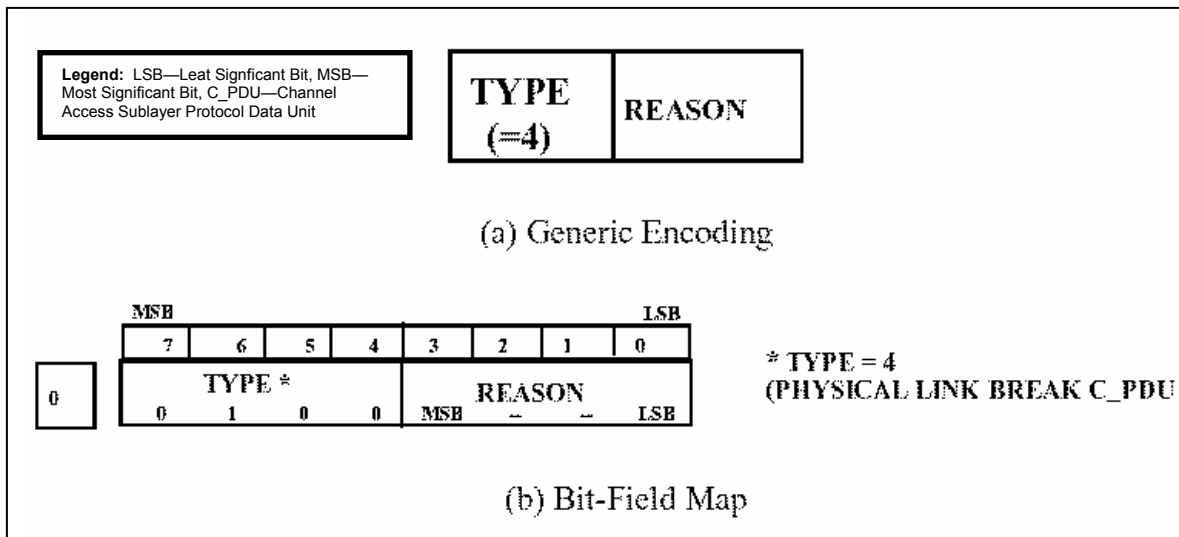 Legend: LSB—Leat Signficant Bit, MSB—
Most Significant Bit, C_PDU—Channel
Access Sublayer Protocol Data Unit
TYPE
(=4)
REASON
(a) Generic Encoding
MSB LSB
7 6 5 4 3 2 1 0
0
TYPE * REASON
0 1 0 0 MSB – – LSB
* TYPE = 4
(PHYSICAL LINK BREAK C_PDU
(b) Bit-Field Map